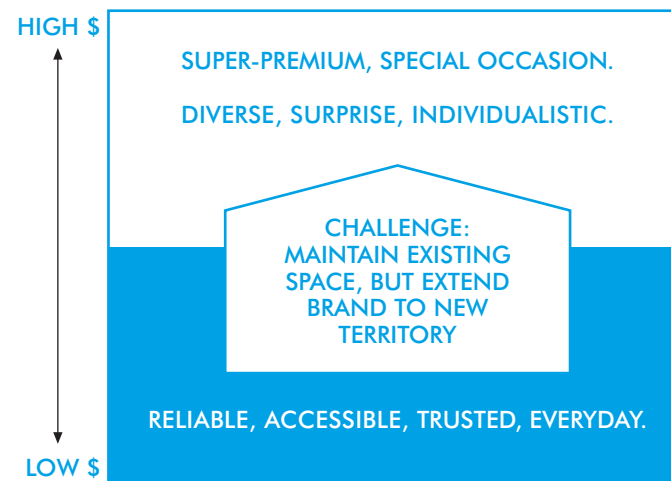 HIGH $
SUPER-PREMIUM, SPECIAL OCCASION.
DIVERSE, SURPRISE, INDIVIDUALISTIC.
CHALLENGE:
MAINTAIN EXISTING
SPACE, BUT EXTEND
BRAND TO NEW
TERRITORY
RELIABLE, ACCESSIBLE, TRUSTED, EVERYDAY.
LOW $